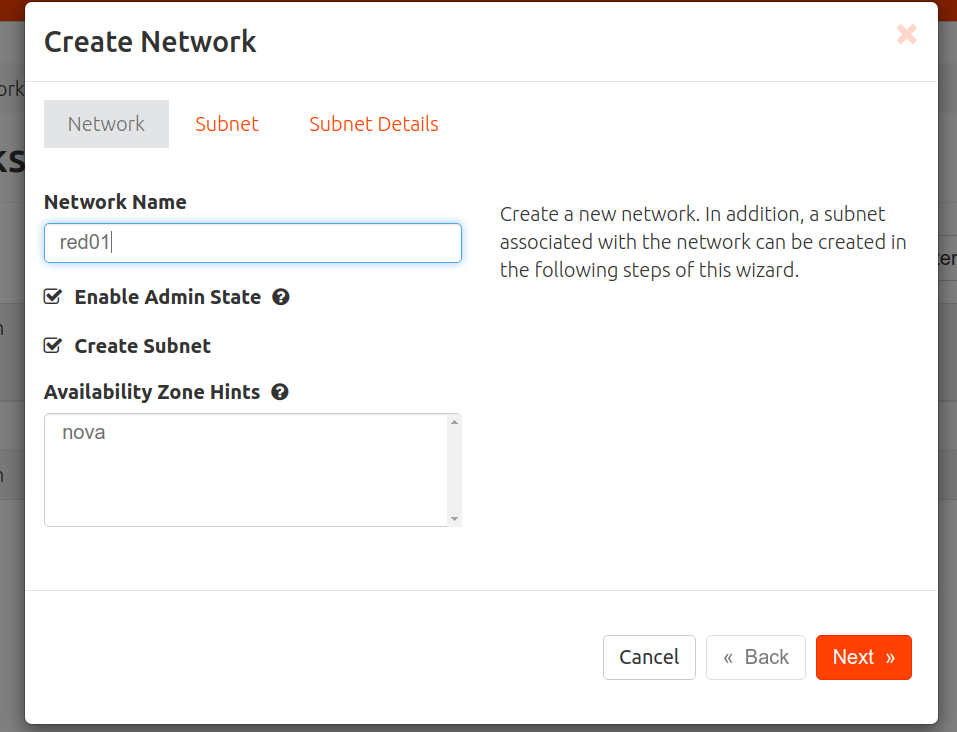 Create Network
Network
Subnet
Subnet Details
Network Name
red01
Enable Admin State
Create Subnet
Availability Zone Hints
nova
Create a new network. In addition, a subnet
associated with the network can be created in
the following steps of this wizard.
Cancel
« Back
Next »